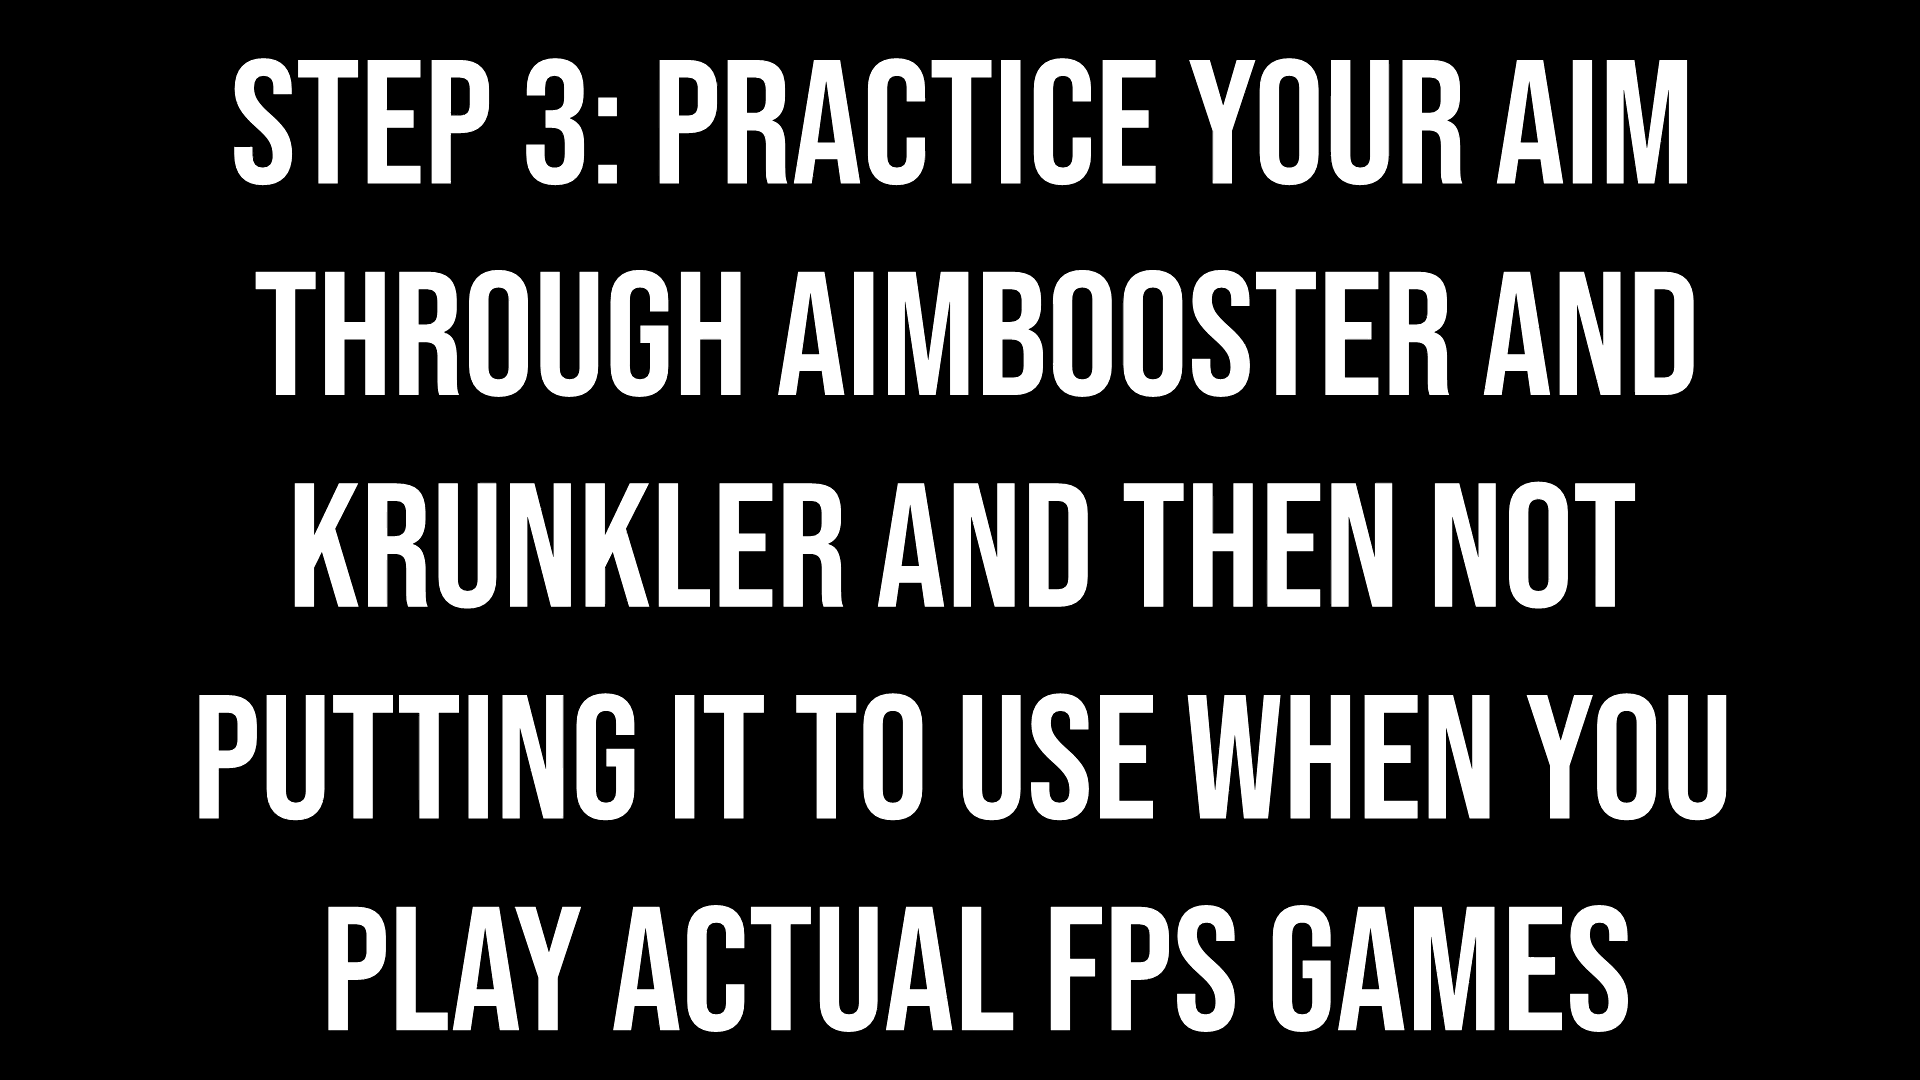 STEP 3: PRACTICE YOUR AIM
THROUGH AIMBOOSTER AND
KRUNKLER AND THEN NOT
PUTTING IT TO USE WHEN YOU
PLAY ACTUAL FPS GAMES